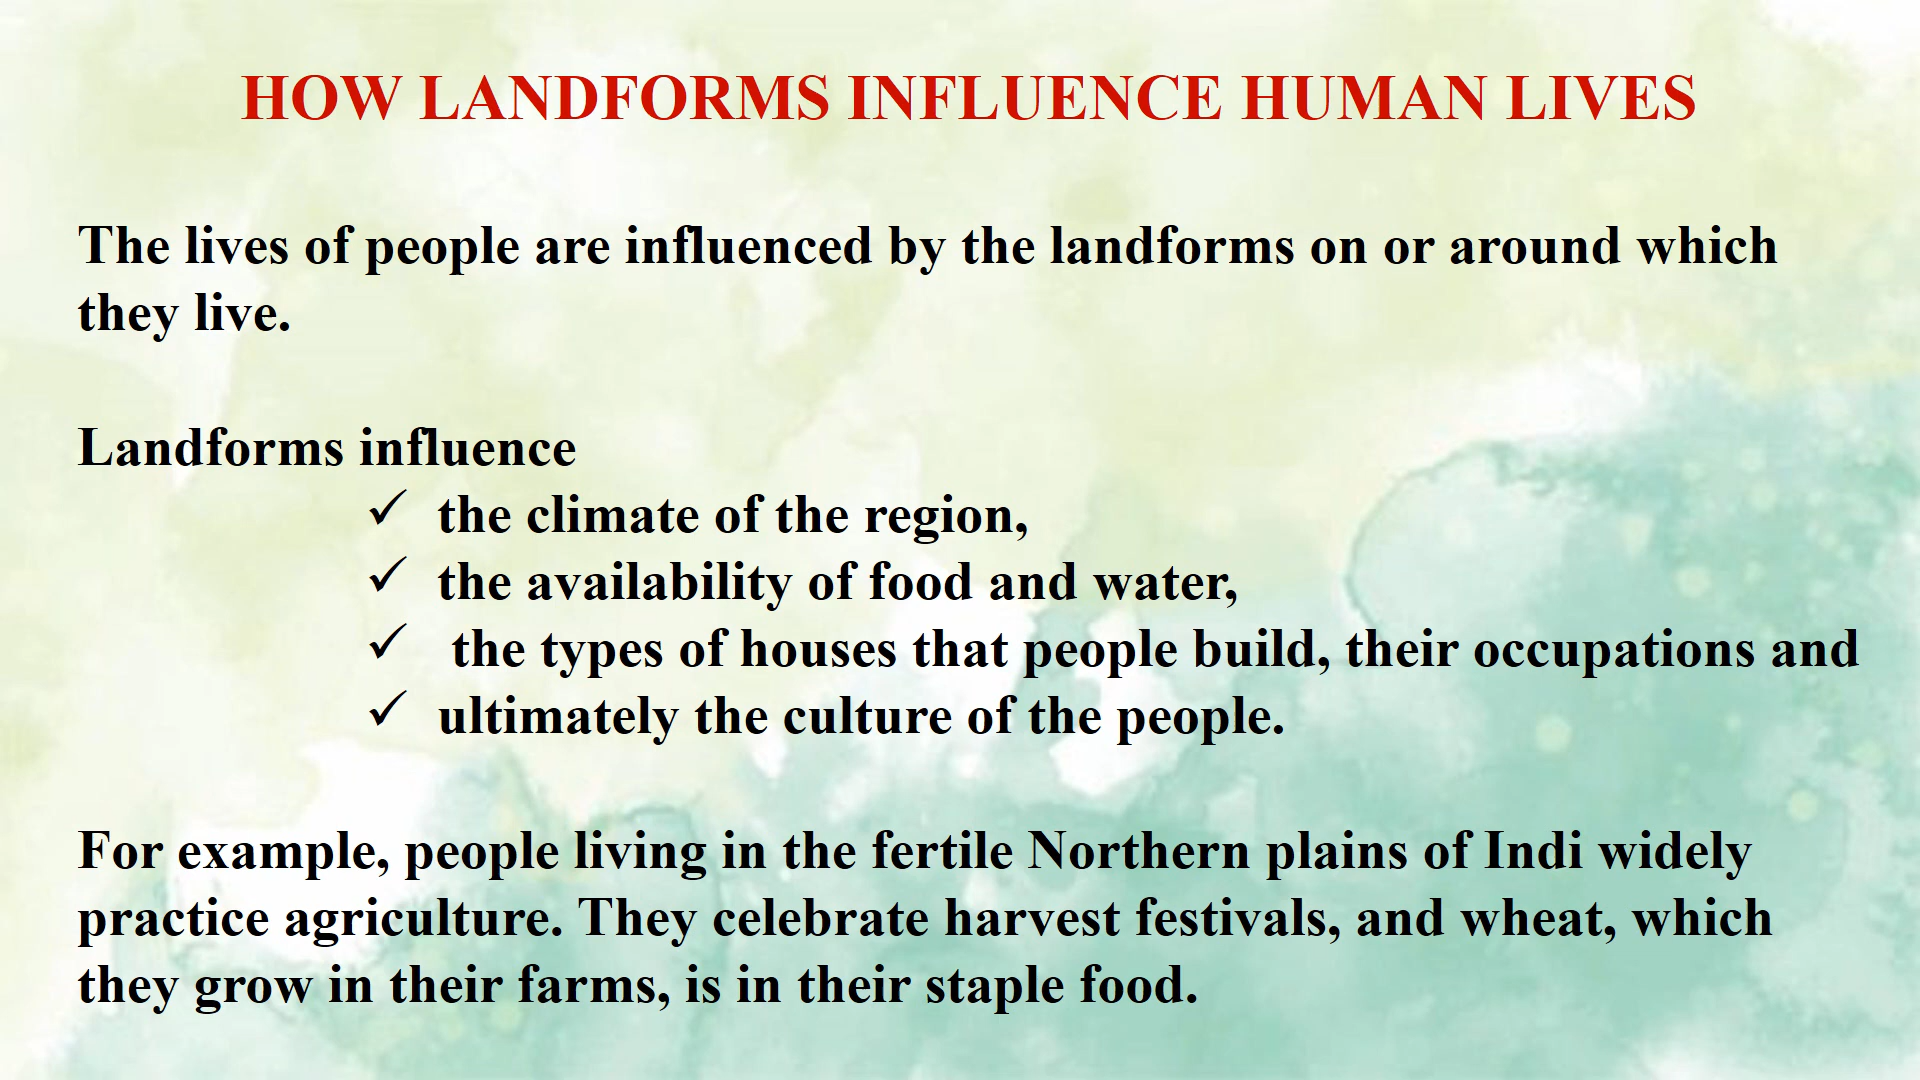 HOW LANDFORMS INFLUENCE HUMAN LIVES
The lives of people are influenced by the landforms on or around which
they live.
Landforms influence
✓ the climate of the region,
✓ the availability of food and water,
✓ the types of houses that people build, their occupations and
✓ ultimately the culture of the people.
For example, people living in the fertile Northern plains of Indi widely
practice agriculture. They celebrate harvest festivals, and wheat, which
they grow in their farms, is in their staple food.